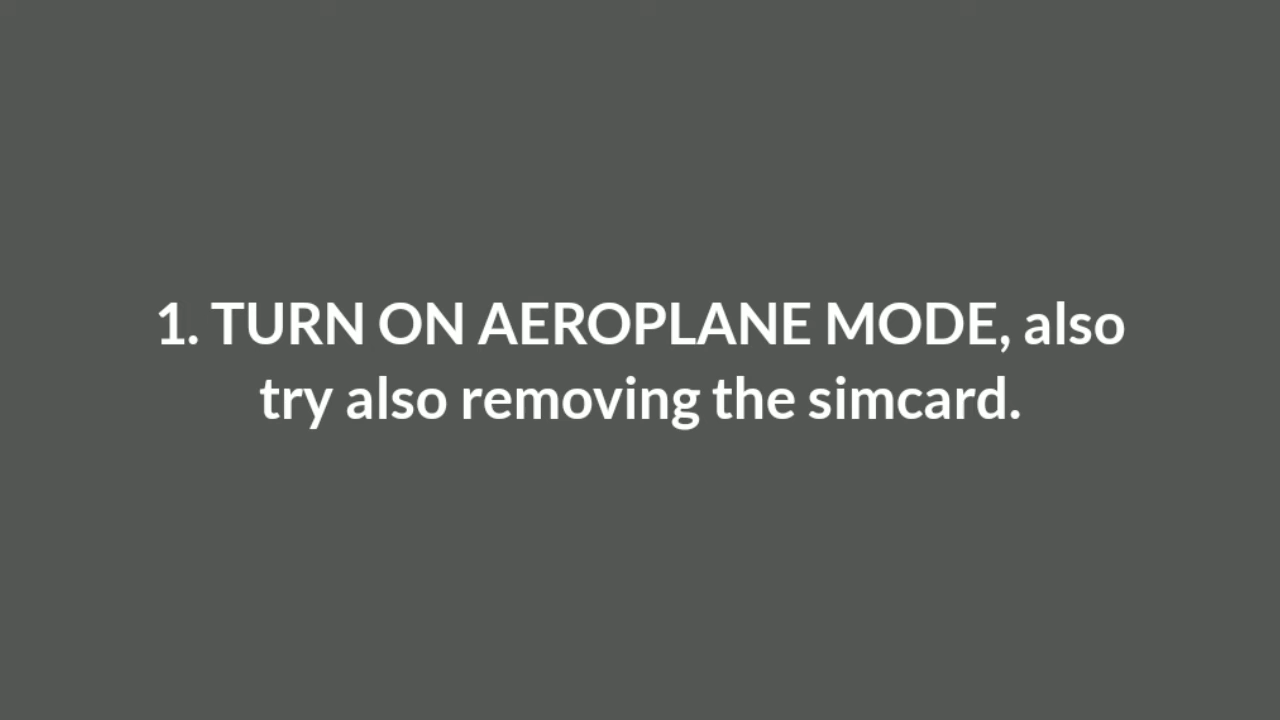 1. TURN ON AEROPLANE MODE, also
try also removing the simcard.